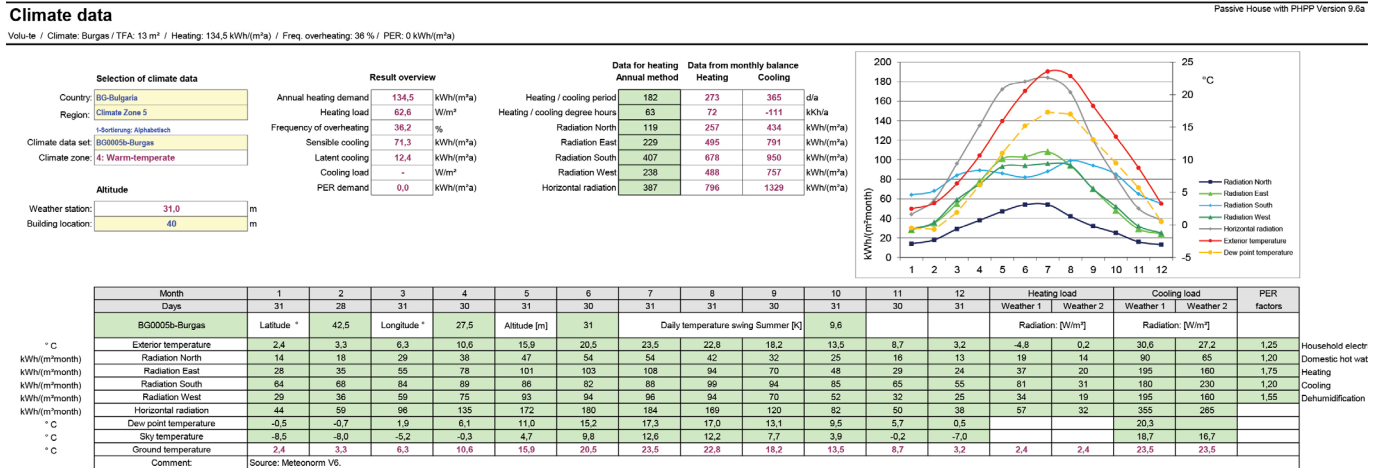 Climate data
Passive House with PHPP Version 9.6a
Volu-te / Climate: Burgas / TFA: 13 m² / Heating: 134,5 kWh/(m²a) / Freq. overheating: 36 % / PER: 0 kWh/(m²a)
Selection of climate data
Country: BG-Bulgaria
Region: Climate Zone 5
1-Sortierung: Alphabetisch
Climate data set: BG0005b-Burgas
Climate zone: 4: Warm-temperate
Altitude
Weather station: 31,0 m
Building location: 40 m
Result overview
Annual heating demand 134,5 kWh/(m²a)
Heating load 62,6 W/m²
Frequency of overheating 36,2 %
Sensible cooling 71,3 kWh/(m²a)
Latent cooling 12,4 kWh/(m²a)
Cooling load - W/m²
PER demand 0,0 kWh/(m²a)
Data for heating Data from monthly balance
Annual method Heating Cooling
Heating / cooling period 182 273 365 d/a
Heating / cooling degree hours 63 72 -111 kKh/a
Radiation North 119 257 434 kWh/(m²a)
Radiation East 229 495 791 kWh/(m²a)
Radiation South 407 678 950 kWh/(m²a)
Radiation West 238 488 757 kWh/(m²a)
Horizontal radiation 387 796 1329 kWh/(m²a)
kWh/(m²month)
200
180
160
140
120
100
80
60
40
20
0
1 2 3 4 5 6 7 8 9 10 11 12
25
20
15
10
5
0
-5
°C
Radiation North
Radiation East
Radiation South
Radiation West
Horizontal radiation
Exterior temperature
Dew point temperature
Month 1 2 3 4 5 6 7 8 9 10 11 12 Heating load Cooling load PER
Days 31 28 31 30 31 30 31 31 30 31 30 31 Weather 1 Weather 2 Weather 1 Weather 2 factors
BG0005b-Burgas Latitude ° 42,5 Longitude ° 27,5 Altitude [m] 31 Daily temperature swing Summer [K] 9,6 Radiation: [W/m²] Radiation: [W/m²]
° C Exterior temperature 2,4 3,3 6,3 10,6 15,9 20,5 23,5 22,8 18,2 13,5 8,7 3,2 -4,8 0,2 30,6 27,2 1,25 Household electr
kWh/(m²month) Radiation North 14 18 29 38 47 54 54 42 32 25 16 13 19 14 90 65 1,20 Domestic hot wat
kWh/(m²month) Radiation East 28 35 55 78 101 103 108 94 70 48 29 24 37 20 195 160 1,75 Heating
kWh/(m²month) Radiation South 64 68 84 89 86 82 88 99 94 85 65 55 81 31 180 230 1,20 Cooling
kWh/(m²month) Radiation West 29 36 59 75 93 94 96 94 70 52 32 25 34 19 195 160 1,55 Dehumidification
kWh/(m²month) Horizontal radiation 44 59 96 135 172 180 184 169 120 82 50 38 57 32 355 265
° C Dew point temperature -0,5 -0,7 1,9 6,1 11,0 15,2 17,3 17,0 13,1 9,5 5,7 0,5 20,3
° C Sky temperature -8,5 -8,0 -5,2 -0,3 4,7 9,8 12,6 12,2 7,7 3,9 -0,2 -7,0 18,7 16,7
° C Ground temperature 2,4 3,3 6,3 10,6 15,9 20,5 23,5 22,8 18,2 13,5 8,7 3,2 2,4 2,4 23,5 23,5
Comment: Source: Meteonorm V6.